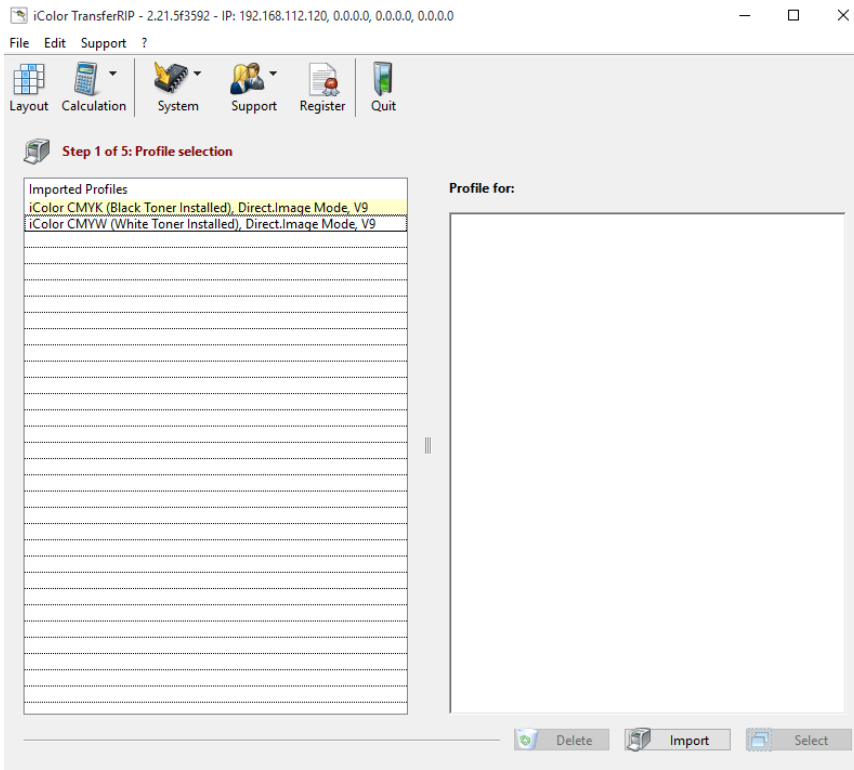 iColor TransferRIP - 2.21.5f3592 - IP: 192.168.112.120, 0.0.0.0, 0.0.0.0, 0.0.0.0
File Edit Support ?
Layout Calculation System Support Register Quit
Step 1 of 5: Profile selection
Imported Profiles
iColor CMYK (Black Toner Installed), Direct.Image Mode, V9
iColor CMYW (White Toner Installed), Direct.Image Mode, V9
Profile for:
Delete Import Select